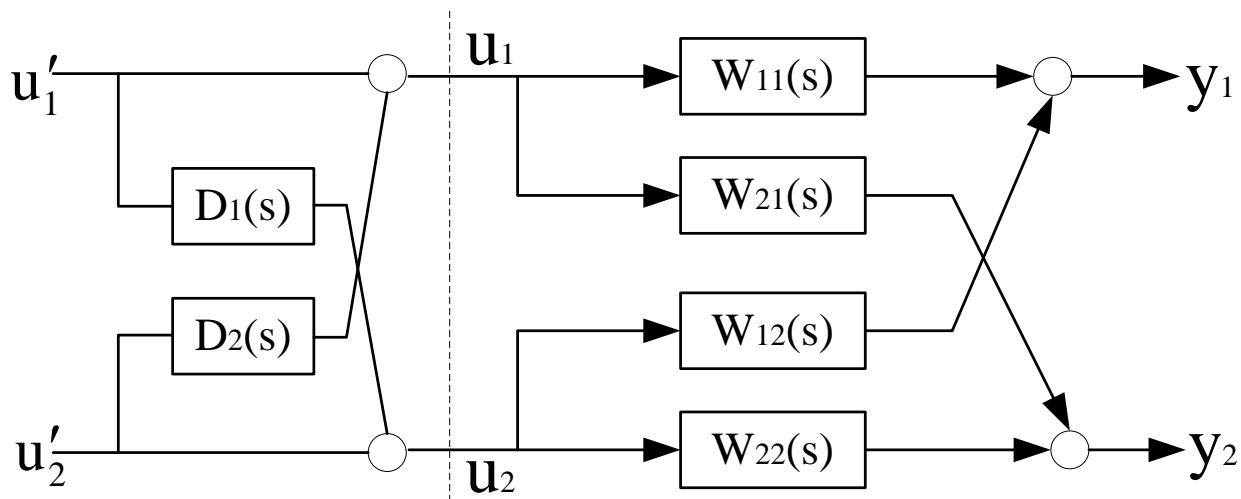 u₁
W₁₁(s)
u′₁
y₁
D₁(s)
W₂₁(s)
D₂(s)
W₁₂(s)
u′₂
W₂₂(s)
y₂
u₂